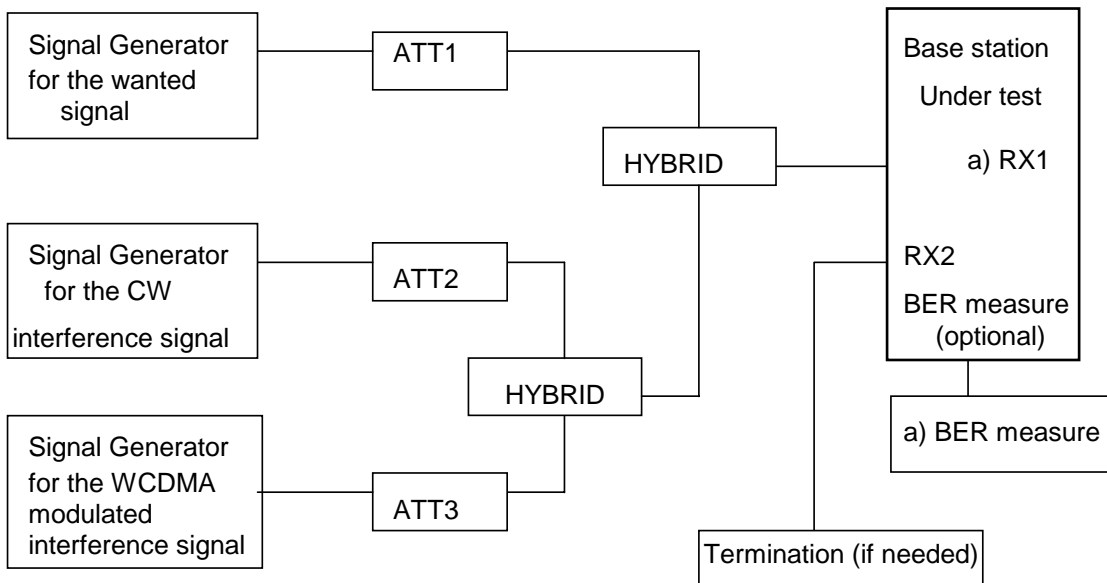 Signal Generator
for the wanted
signal
ATT1
HYBRID
Base station
Under test
a) RX1
RX2
BER measure
(optional)
Signal Generator
for the CW
interference signal
ATT2
HYBRID
Signal Generator
for the WCDMA
modulated
interference signal
ATT3
a) BER measure
Termination (if needed)